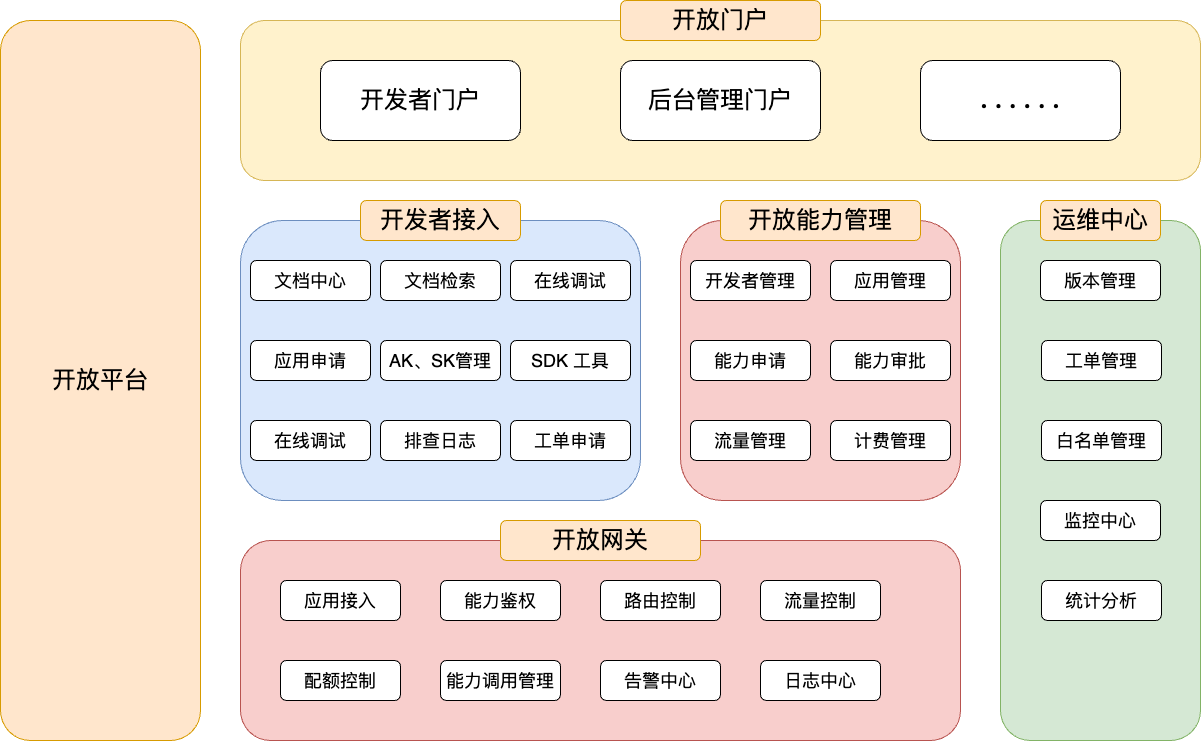 开放门户
开发者门户
后台管理门户
......
开放平台
开发者接入
文档中心
文档检索
在线调试
应用申请
AK、SK管理
SDK 工具
在线调试
排查日志
工单申请
开放能力管理
开发者管理
应用管理
能力申请
能力审批
流量管理
计费管理
运维中心
版本管理
工单管理
白名单管理
监控中心
统计分析
开放网关
应用接入
能力鉴权
路由控制
流量控制
配额控制
能力调用管理
告警中心
日志中心